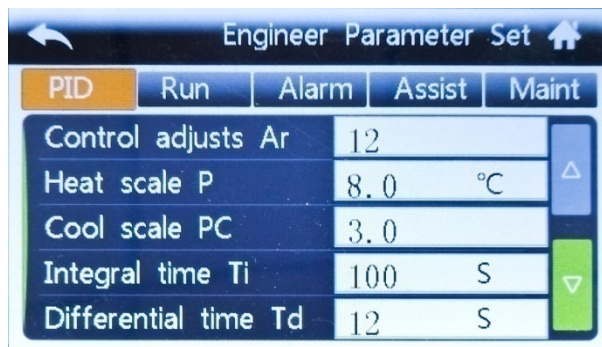 Engineer Parameter Set
PID Run Alarm Assist Maint
Control adjusts Ar 12
Heat scale P 8.0 °C
Cool scale PC 3.0
Integral time Ti 100 S
Differential time Td 12 S